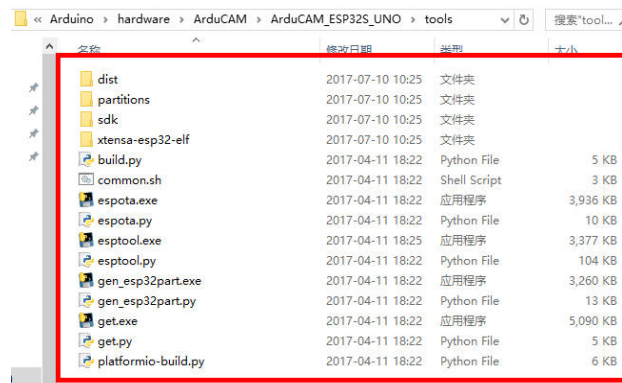 « Arduino › hardware › ArduCAM › ArduCAM_ESP32S_UNO › tools 搜索"tool...
名称 修改日期 类型 大小
dist 2017-07-10 10:25 文件夹
partitions 2017-07-10 10:25 文件夹
sdk 2017-07-10 10:25 文件夹
xtensa-esp32-elf 2017-07-10 10:25 文件夹
build.py 2017-04-11 18:22 Python File 5 KB
common.sh 2017-04-11 18:22 Shell Script 3 KB
espota.exe 2017-04-11 18:22 应用程序 3,936 KB
espota.py 2017-04-11 18:22 Python File 10 KB
esptool.exe 2017-04-11 18:25 应用程序 3,377 KB
esptool.py 2017-04-11 18:22 Python File 104 KB
gen_esp32part.exe 2017-04-11 18:22 应用程序 3,260 KB
gen_esp32part.py 2017-04-11 18:22 Python File 13 KB
get.exe 2017-04-11 18:22 应用程序 5,090 KB
get.py 2017-04-11 18:22 Python File 5 KB
platformio-build.py 2017-04-11 18:22 Python File 6 KB